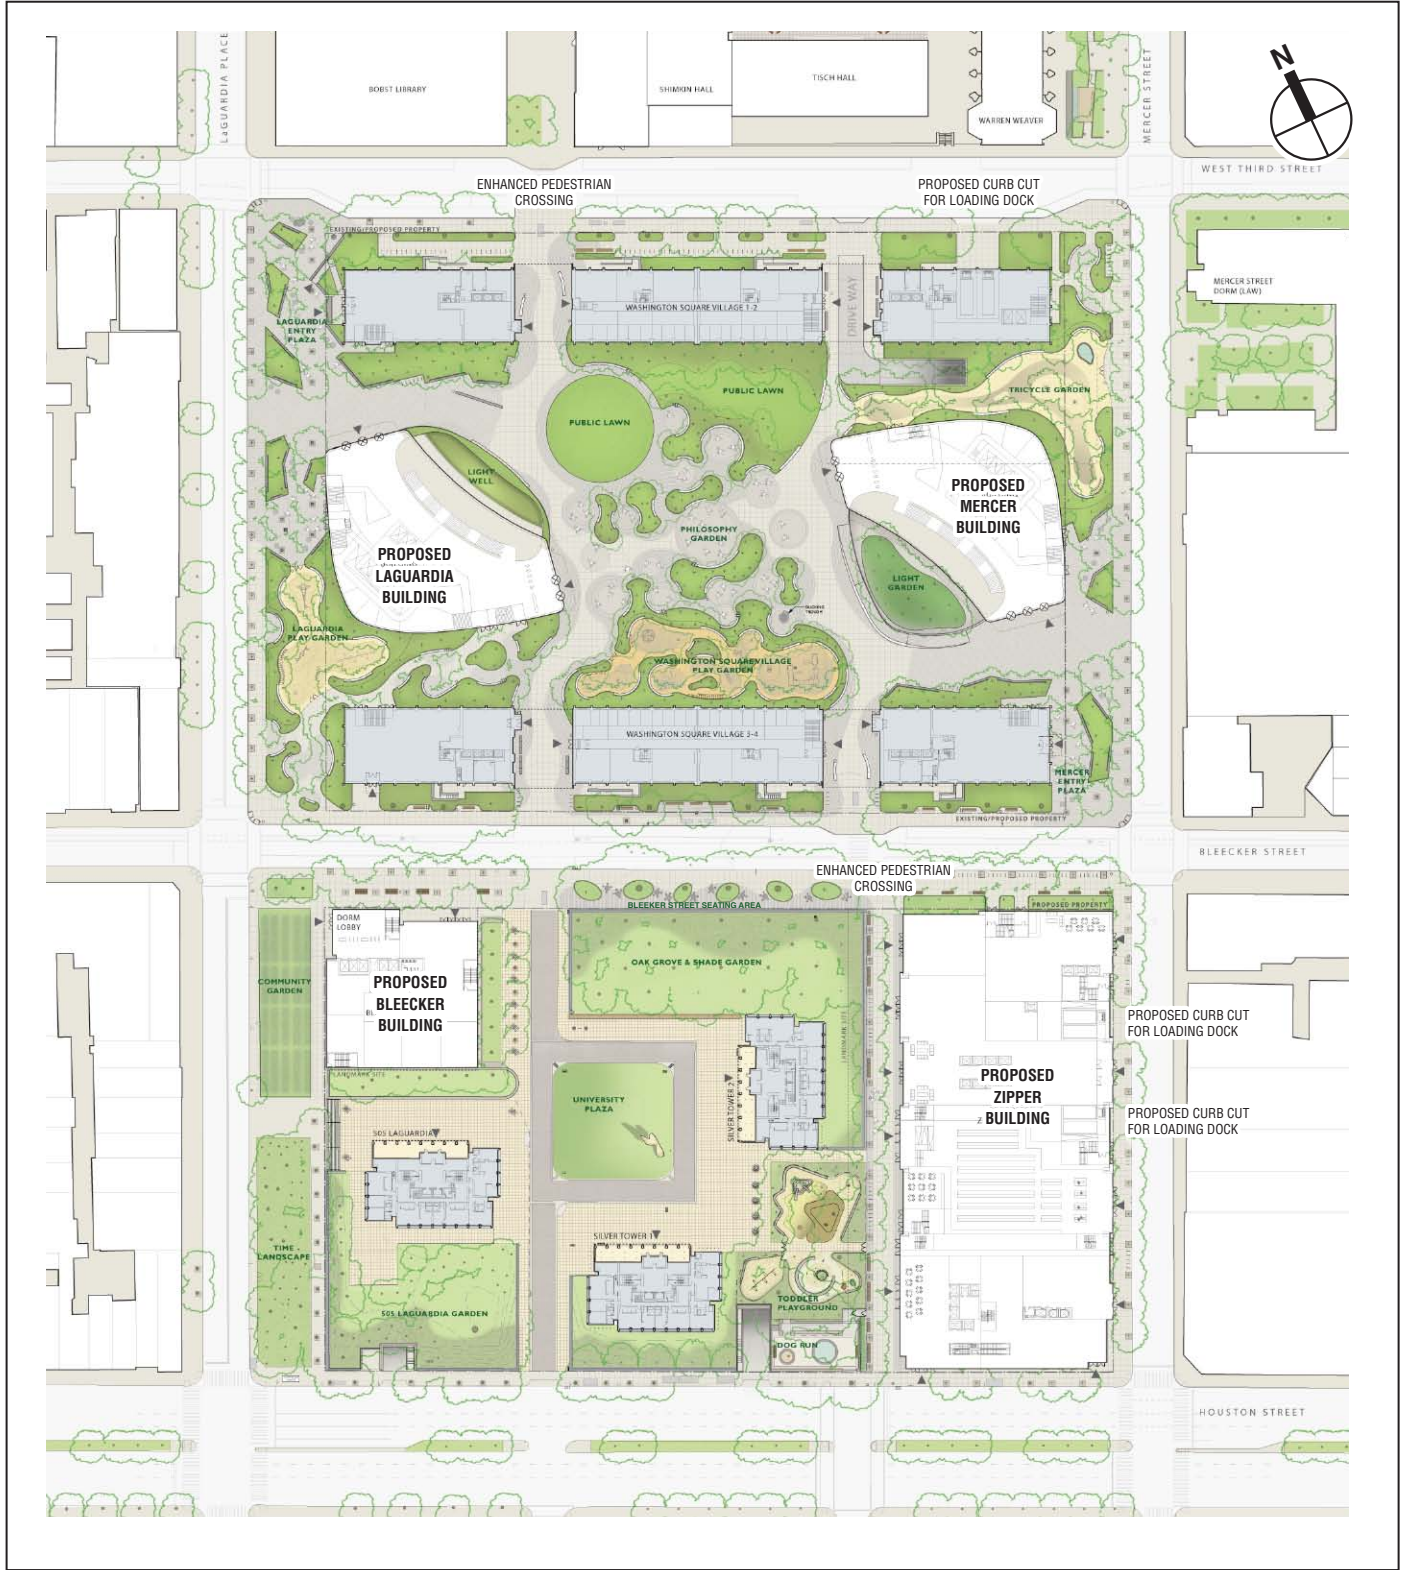 LaGUARDIA PLACE
BOBST LIBRARY
SHIMKIN HALL
TISCH HALL
WARREN WEAVER
MERCER STREET
N
WEST THIRD STREET
ENHANCED PEDESTRIAN
CROSSING
PROPOSED CURB CUT
FOR LOADING DOCK
EXISTING/PROPOSED PROPERTY
MERCER STREET
DORM (LAW)
WASHINGTON SQUARE VILLAGE 1-2
DRIVE WAY
LAGUARDIA
ENTRY
PLAZA
PUBLIC LAWN
TRICYCLE GARDEN
PUBLIC LAWN
LIGHT
WELL
PROPOSED
MERCER
BUILDING
PHILOSOPHY
GARDEN
PROPOSED
LAGUARDIA
BUILDING
LIGHT
GARDEN
LAGUARDIA
PLAY GARDEN
WASHINGTON SQUARE VILLAGE
PLAY GARDEN
WASHINGTON SQUARE VILLAGE 3-4
MERCER
ENTRY
PLAZA
EXISTING/PROPOSED PROPERTY
BLEECKER STREET
ENHANCED PEDESTRIAN
CROSSING
BLEEKER STREET SEATING AREA
PROPOSED PROPERTY
DORM
LOBBY
OAK GROVE & SHADE GARDEN
COMMUNITY
GARDEN
PROPOSED
BLEECKER
BUILDING
LANDMARK SITE
PROPOSED CURB CUT
FOR LOADING DOCK
LANDMARK SITE
PROPOSED
ZIPPER
BUILDING
UNIVERSITY
PLAZA
SILVER TOWER 2
PROPOSED CURB CUT
FOR LOADING DOCK
505 LAGUARDIA
SILVER TOWER 1
TIME
LANDSCAPE
505 LAGUARDIA GARDEN
TODDLER
PLAYGROUND
DOG RUN
HOUSTON STREET